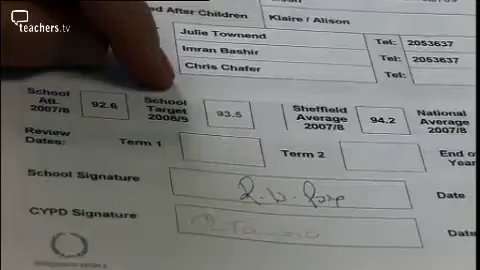 teachers.tv
ed After Children
Klaire / Alison
Julie Townend
Tel: 2053637
Imran Bashir
Tel: 2053637
Chris Chafer
Tel:
School Att. 2007/8
92.6
School Target 2008/9
93.5
Sheffield Average 2007/8
94.2
National Average 2007/8
Review Dates:
Term 1
Term 2
End of Year
School Signature
Date
CYPD Signature
Date